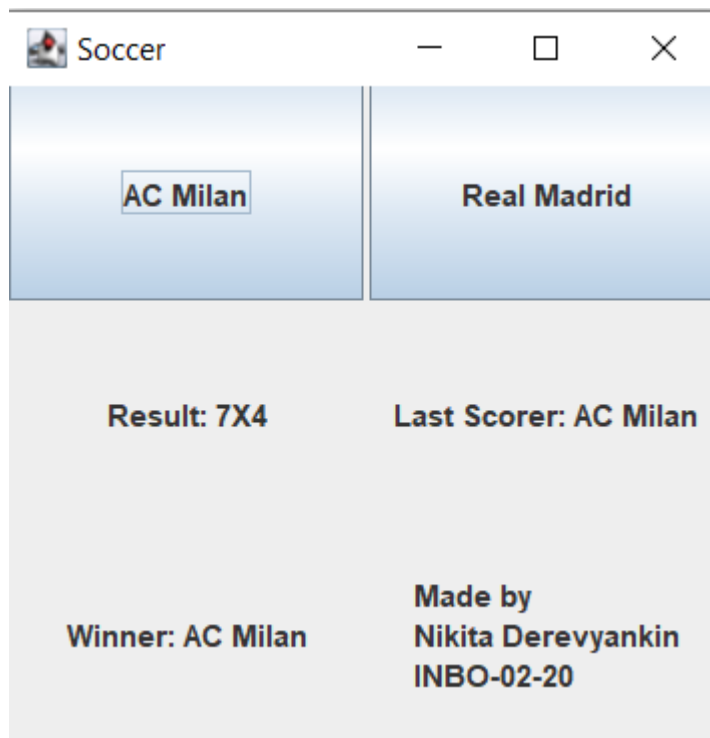 Soccer
AC Milan
Real Madrid
Result: 7X4
Last Scorer: AC Milan
Winner: AC Milan
Made by
Nikita Derevyankin
INBO-02-20